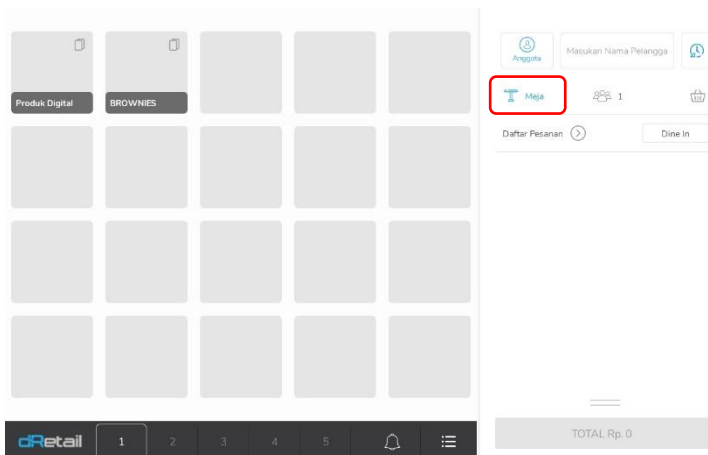 Produk Digital
BROWNIES
Anggota
Masukan Nama Pelangga
Meja
1
Daftar Pesanan
Dine In
TOTAL Rp. 0
dRetail
1
2
3
4
5